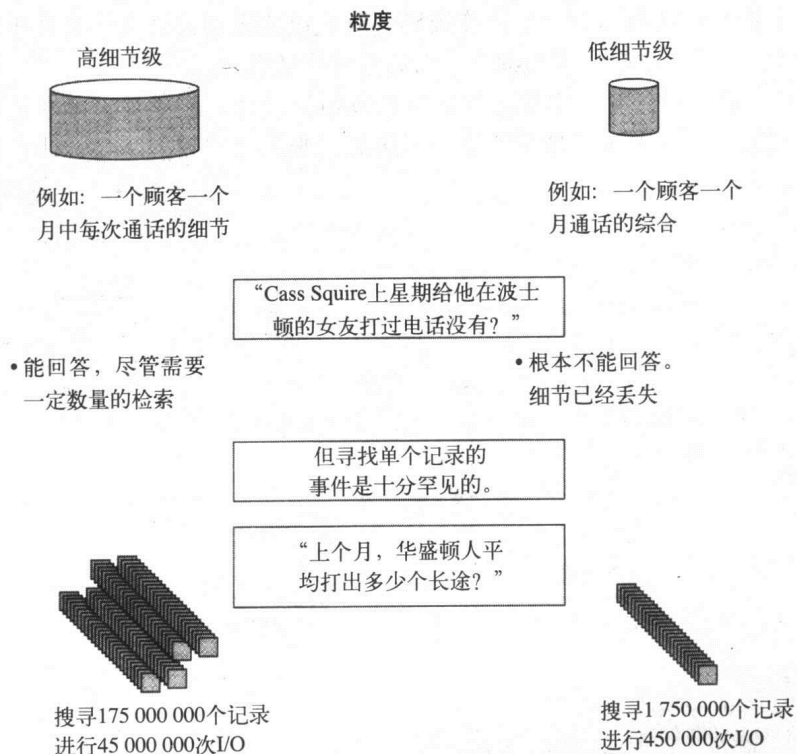 粒度
高细节级
低细节级
例如: 一个顾客一个
月中每次通话的细节
例如: 一个顾客一个
月通话的综合
“Cass Squire上星期给他在波士
顿的女友打过电话没有? ”
•能回答，尽管需要
一定数量的检索
•根本不能回答。
细节已经丢失
但寻找单个记录的
事件是十分罕见的。
“上个月，华盛顿人平
均打出多少个长途? ”
搜寻175 000 000个记录
进行45 000 000次I/O
搜寻1 750 000个记录
进行450 000次I/O